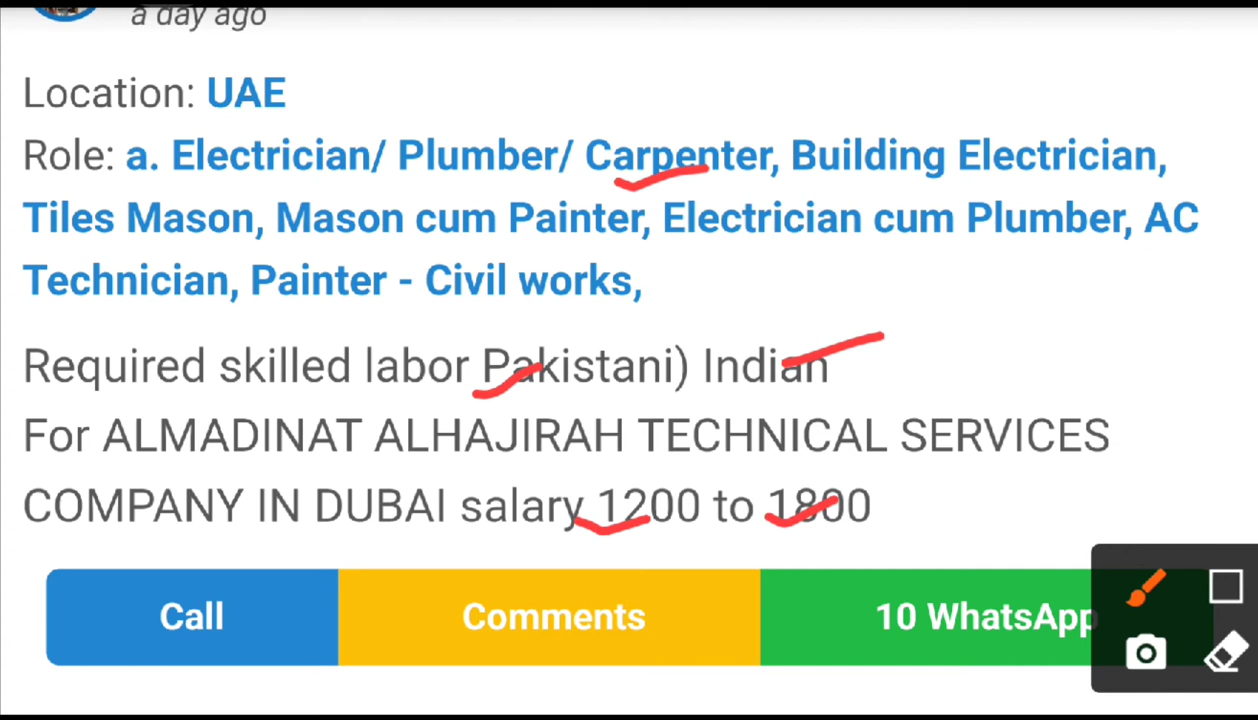 a day ago
Location: UAE
Role: a. Electrician/ Plumber/ Carpenter, Building Electrician,
Tiles Mason, Mason cum Painter, Electrician cum Plumber, AC
Technician, Painter - Civil works,
Required skilled labor Pakistani) Indian
For ALMADINAT ALHAJIRAH TECHNICAL SERVICES
COMPANY IN DUBAI salary 1200 to 1800
Call Comments 10 WhatsApp